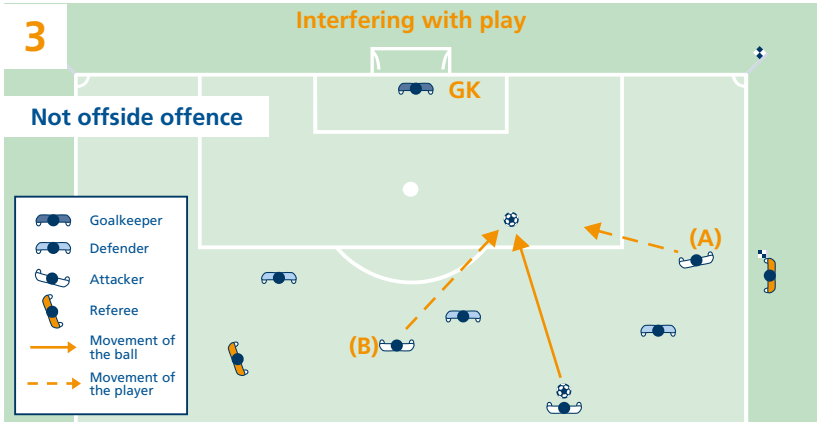 3
Interfering with play
GK
Not offside offence
Goalkeeper
Defender
Attacker
Referee
Movement of
the ball
Movement of
the player
(A)
(B)